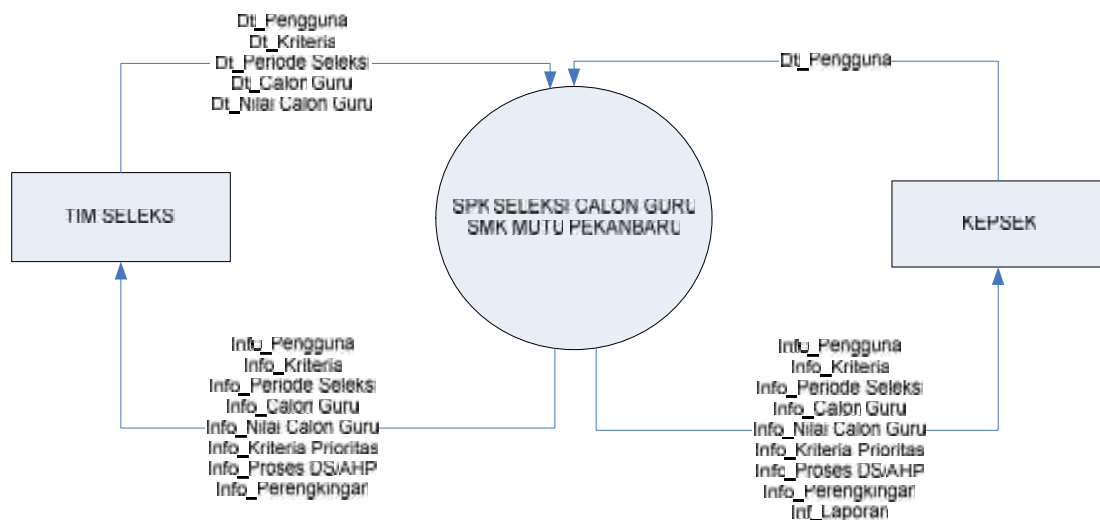 Dt_Pengguna
Dt_Kriteria
Dt_Periode Seleksi
Dt_Calon Guru
Dt_Nilai Calon Guru
Dt_Pengguna
TIM SELEKSI
SPK SELEKSI CALON GURU
SMK MUTU PEKANBARU
KEPSEK
Info_Pengguna
Info_Kriteria
Info_Periode Seleksi
Info_Calon Guru
Info_Nilai Calon Guru
Info_Kriteria Prioritas
Info_Proses DS/AHP
Info_Perengkingan
Info_Pengguna
Info_Kriteria
Info_Periode Seleksi
Info_Calon Guru
Info_Nilai Calon Guru
Info_Kriteria Prioritas
Info_Proses DS/AHP
Info_Perengkingan
Inf_Laporan